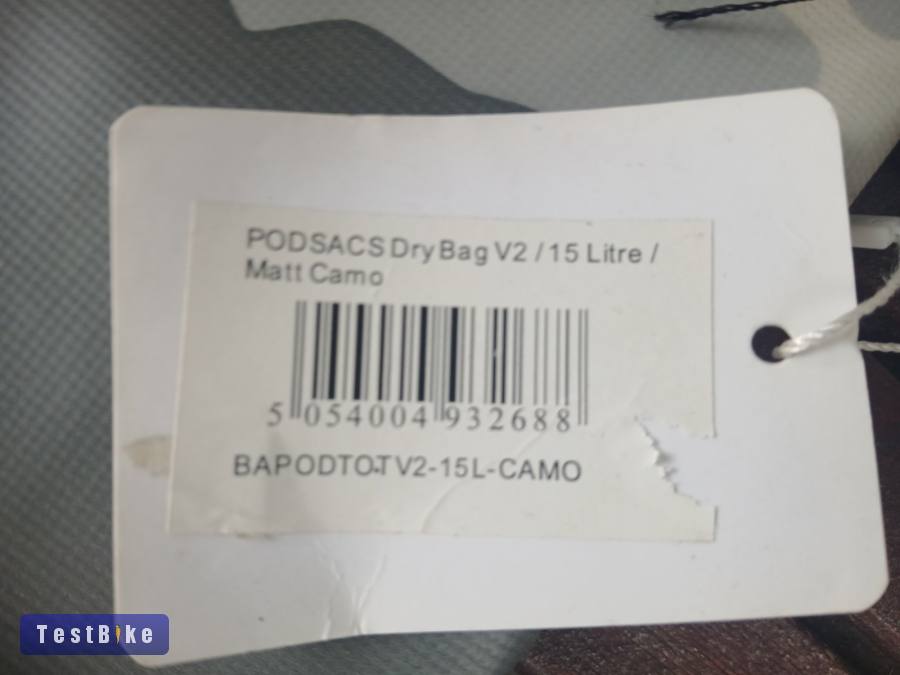 PODSACS Dry Bag V2 / 15 Litre /
Matt Camo
5 054004 932688
BAPODTOTV2-15L-CAMO
TestBike